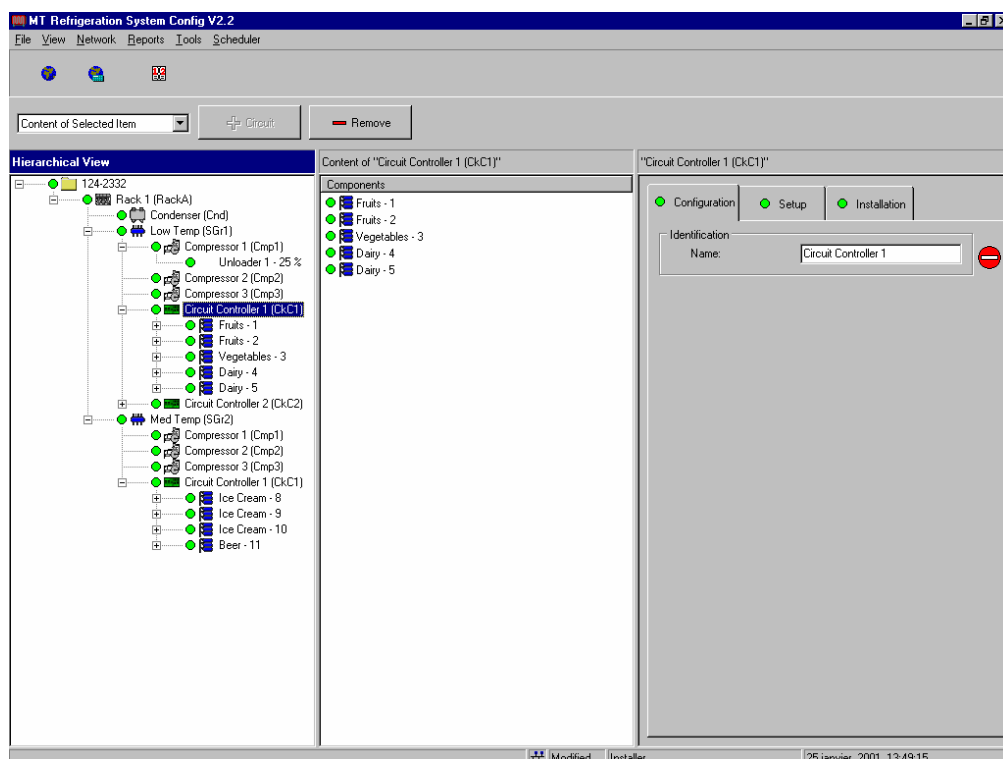 MT Refrigeration System Config V2.2
File View Network Reports Tools Scheduler
Content of Selected Item
Circuit
Remove
Hierarchical View
124-2332
Rack 1 (RackA)
Condenser (Cnd)
Low Temp (SGr1)
Compressor 1 (Cmp1)
Unloader 1 - 25 %
Compressor 2 (Cmp2)
Compressor 3 (Cmp3)
Circuit Controller 1 (CkC1)
Fruits - 1
Fruits - 2
Vegetables - 3
Dairy - 4
Dairy - 5
Circuit Controller 2 (CkC2)
Med Temp (SGr2)
Compressor 1 (Cmp1)
Compressor 2 (Cmp2)
Compressor 3 (Cmp3)
Circuit Controller 1 (CkC1)
Ice Cream - 8
Ice Cream - 9
Ice Cream - 10
Beer - 11
Content of "Circuit Controller 1 (CkC1)"
Components
Fruits - 1
Fruits - 2
Vegetables - 3
Dairy - 4
Dairy - 5
"Circuit Controller 1 (CkC1)"
Configuration Setup Installation
Identification
Name: Circuit Controller 1
Modified Installer 25 janvier, 2001 13:49:15